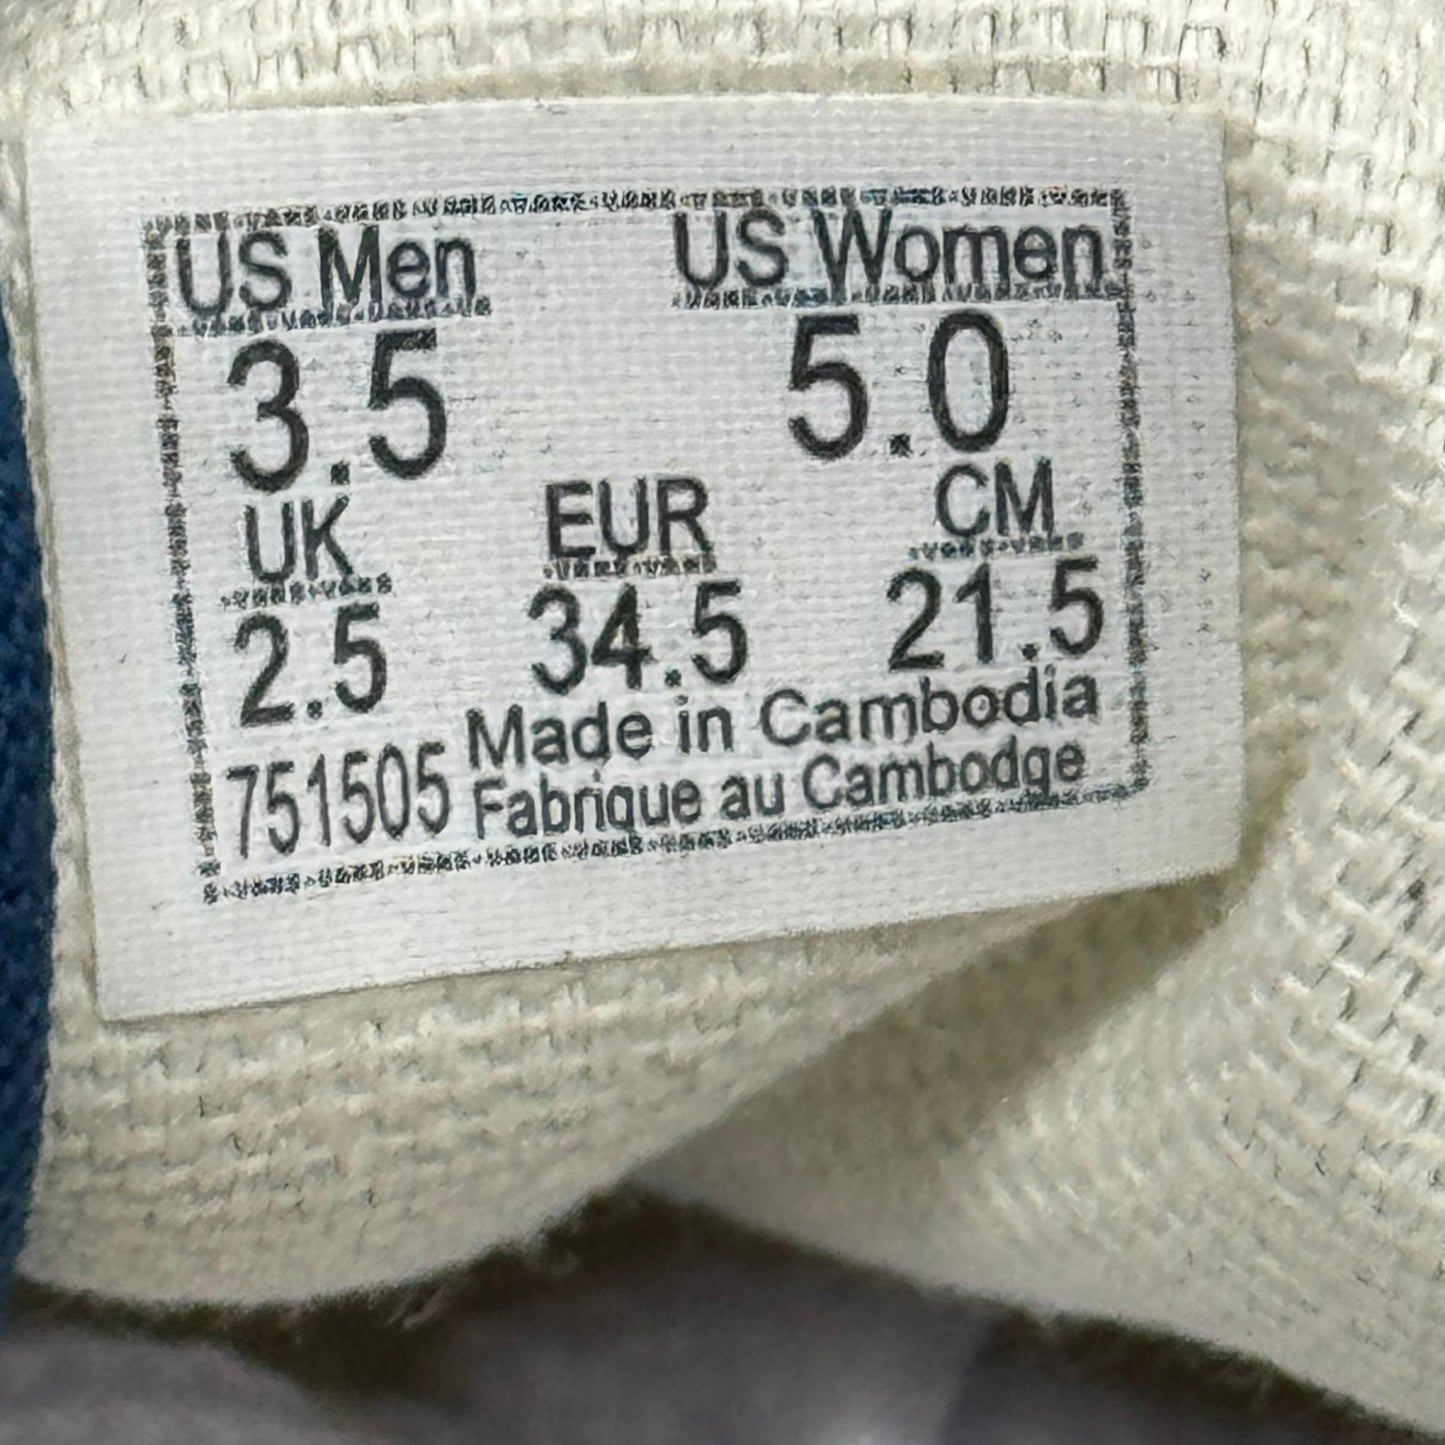 US Men US Women
3.5 5.0
UK EUR CM
2.5 34.5 21.5
751505 Made in Cambodia
Fabrique au Cambodge